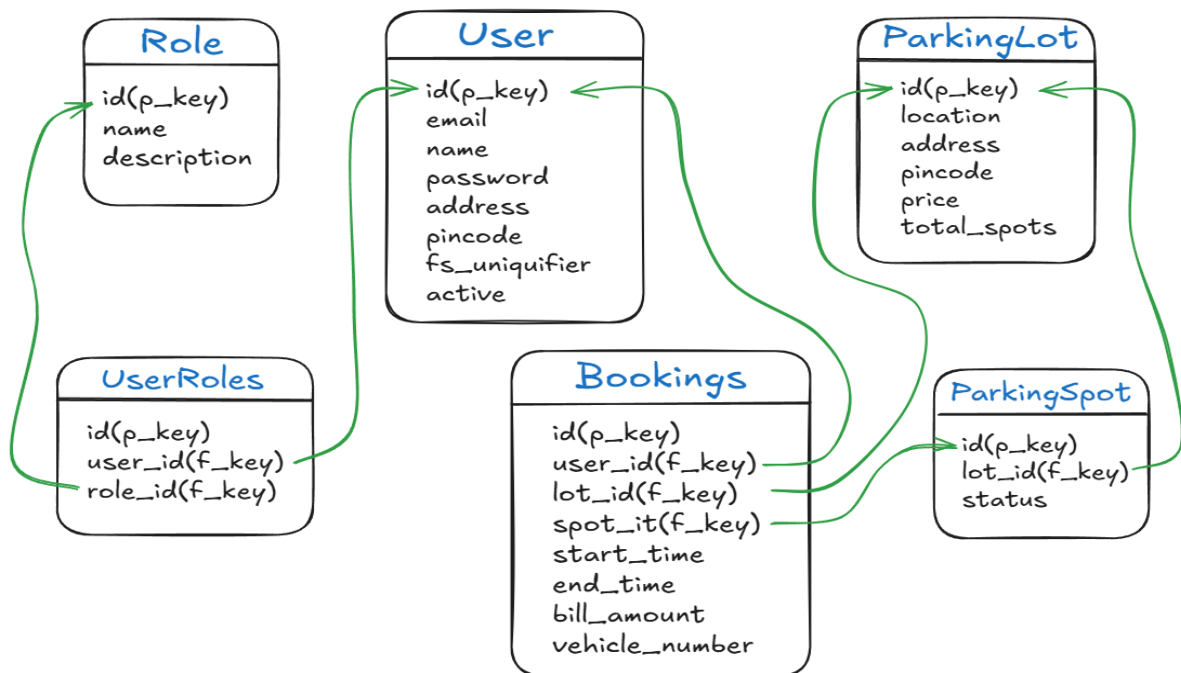 Role
id(p_key)
name
description
User
id(p_key)
email
name
password
address
pincode
fs_uniquifier
active
ParkingLot
id(p_key)
location
address
pincode
price
total_spots
UserRoles
id(p_key)
user_id(f_key)
role_id(f_key)
Bookings
id(p_key)
user_id(f_key)
lot_id(f_key)
spot_it(f_key)
start_time
end_time
bill_amount
vehicle_number
ParkingSpot
id(p_key)
lot_id(f_key)
status